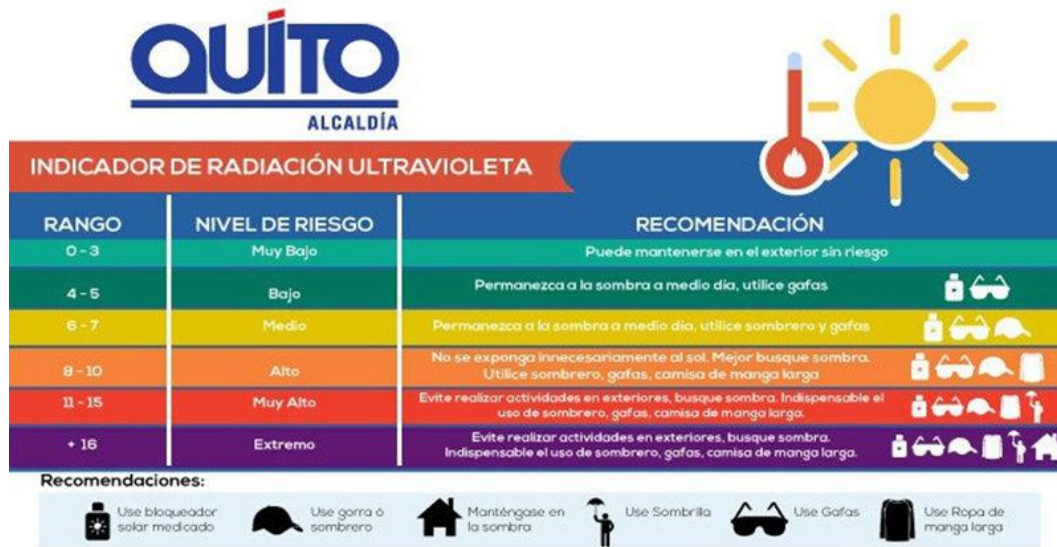 QUITO
ALCALDÍA
INDICADOR DE RADIACIÓN ULTRAVIOLETA
RANGO NIVEL DE RIESGO RECOMENDACIÓN
0 - 3 Muy Bajo Puede mantenerse en el exterior sin riesgo
4 - 5 Bajo Permanezca a la sombra a medio día, utilice gafas
6 - 7 Medio Permanezca a la sombra a medio día, utilice sombrero y gafas
8 - 10 Alto No se exponga innecesariamente al sol. Mejor busque sombra.
Utilice sombrero, gafas, camisa de manga larga
11 - 15 Muy Alto Evite realizar actividades en exteriores, busque sombra. Indispensable el
uso de sombrero, gafas, camisa de manga larga.
+ 16 Extremo Evite realizar actividades en exteriores, busque sombra.
Indispensable el uso de sombrero, gafas, camisa de manga larga.
Recomendaciones:
Use bloqueador
solar medicado
Use gorra ó
sombrero
Manténgase en
la sombra
Use Sombrilla
Use Gafas
Use Ropa de
manga larga